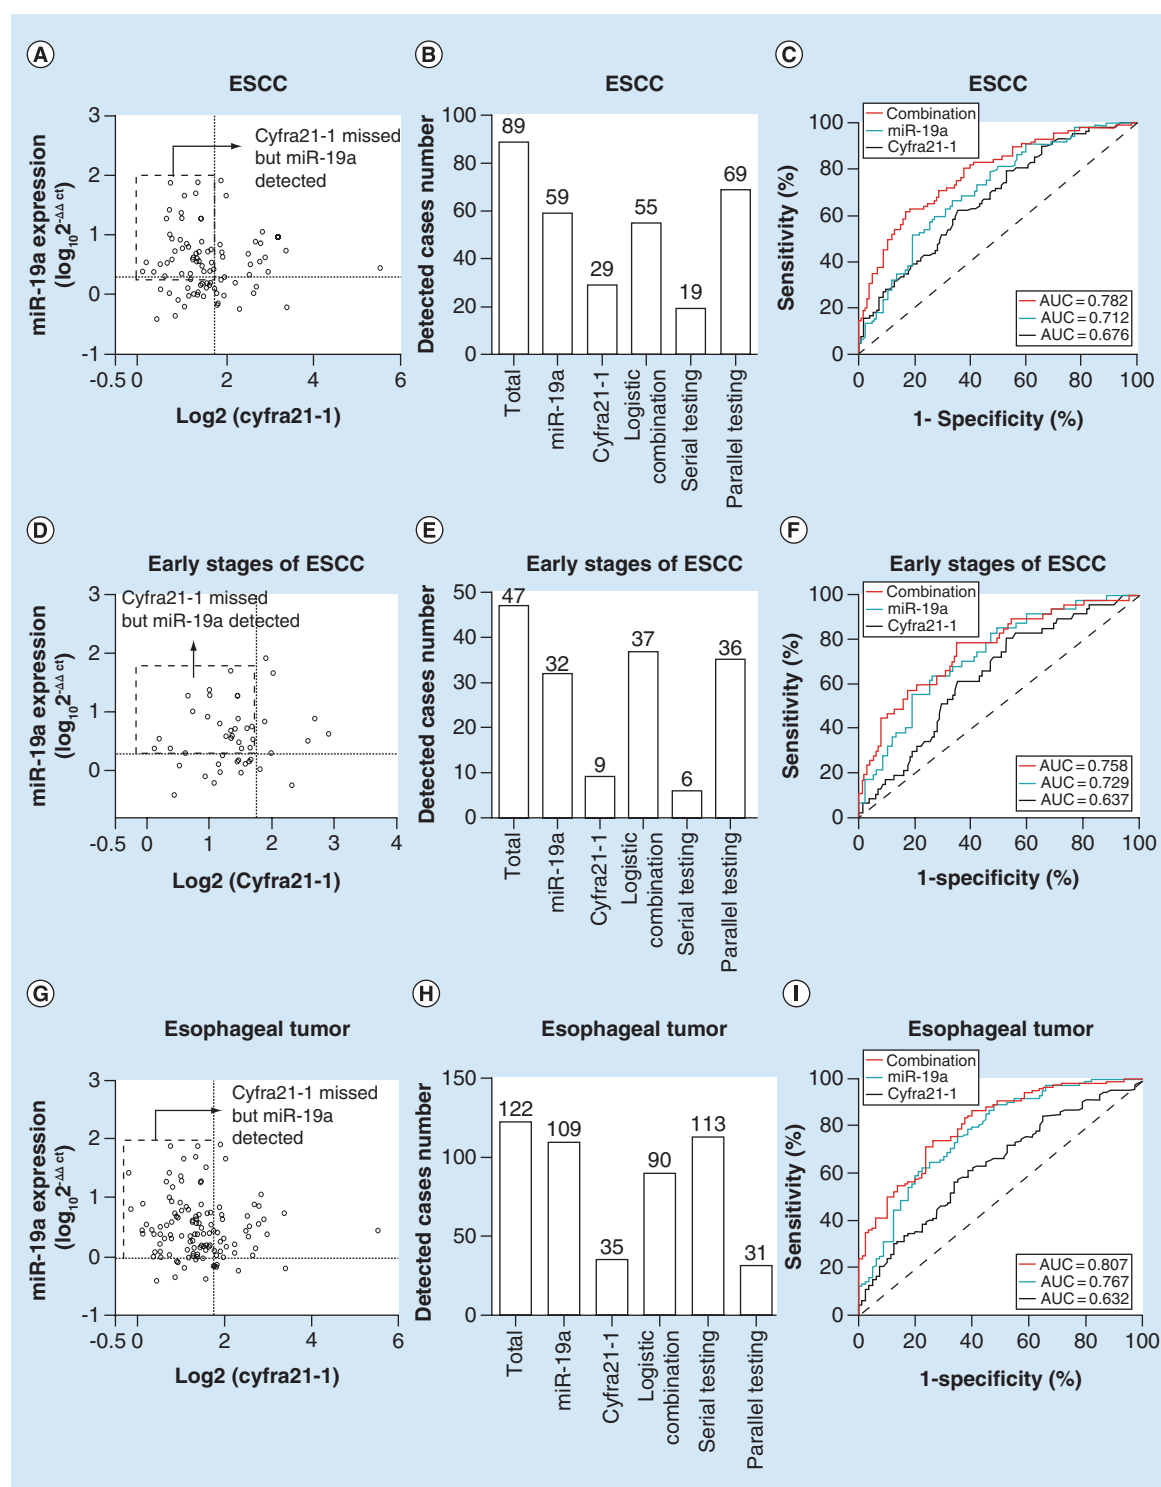 A
ESCC
miR-19a expression
(log10 2-ΔΔ ct)
3
2
1
0
-1
Cyfra21-1 missed
but miR-19a
detected
-0.5 0 2 4 6
Log2 (cyfra21-1)
B
ESCC
Detected cases number
100
80
60
40
20
0
89
59
29
55
19
69
Total
miR-19a
Cyfra21-1
Logistic
combination
Serial testing
Parallel testing
C
ESCC
Combination
miR-19a
Cyfra21-1
Sensitivity (%)
100
80
60
40
20
0
AUC = 0.782
AUC = 0.712
AUC = 0.676
0 20 40 60 80 100
1- Specificity (%)
D
Early stages of ESCC
miR-19a expression
(log10 2-ΔΔ ct)
3
2
1
0
Cyfra21-1 missed
but miR-19a detected
-0.5 0 1 2 3 4
Log2 (Cyfra21-1)
E
Early stages of ESCC
Detected cases number
50
40
30
20
10
0
47
32
9
37
6
36
Total
miR-19a
Cyfra21-1
Logistic
combination
Serial testing
Parallel testing
F
Early stages of ESCC
Combination
miR-19a
Cyfra21-1
Sensitivity (%)
100
80
60
40
20
0
AUC = 0.758
AUC = 0.729
AUC = 0.637
0 20 40 60 80 100
1-specificity (%)
G
Esophageal tumor
miR-19a expression
(log10 2-ΔΔ ct)
3
2
1
0
-1
Cyfra21-1 missed
but miR-19a
detected
-0.5 0 2 4 6
Log2 (cyfra21-1)
H
Esophageal tumor
Detected cases number
150
100
50
0
122
109
35
90
113
31
Total
miR-19a
Cyfra21-1
Logistic
combination
Serial testing
Parallel testing
I
Esophageal tumor
Combination
miR-19a
Cyfra21-1
Sensitivity (%)
100
80
60
40
20
0
AUC = 0.807
AUC = 0.767
AUC = 0.632
0 20 40 60 80 100
1-specificity (%)